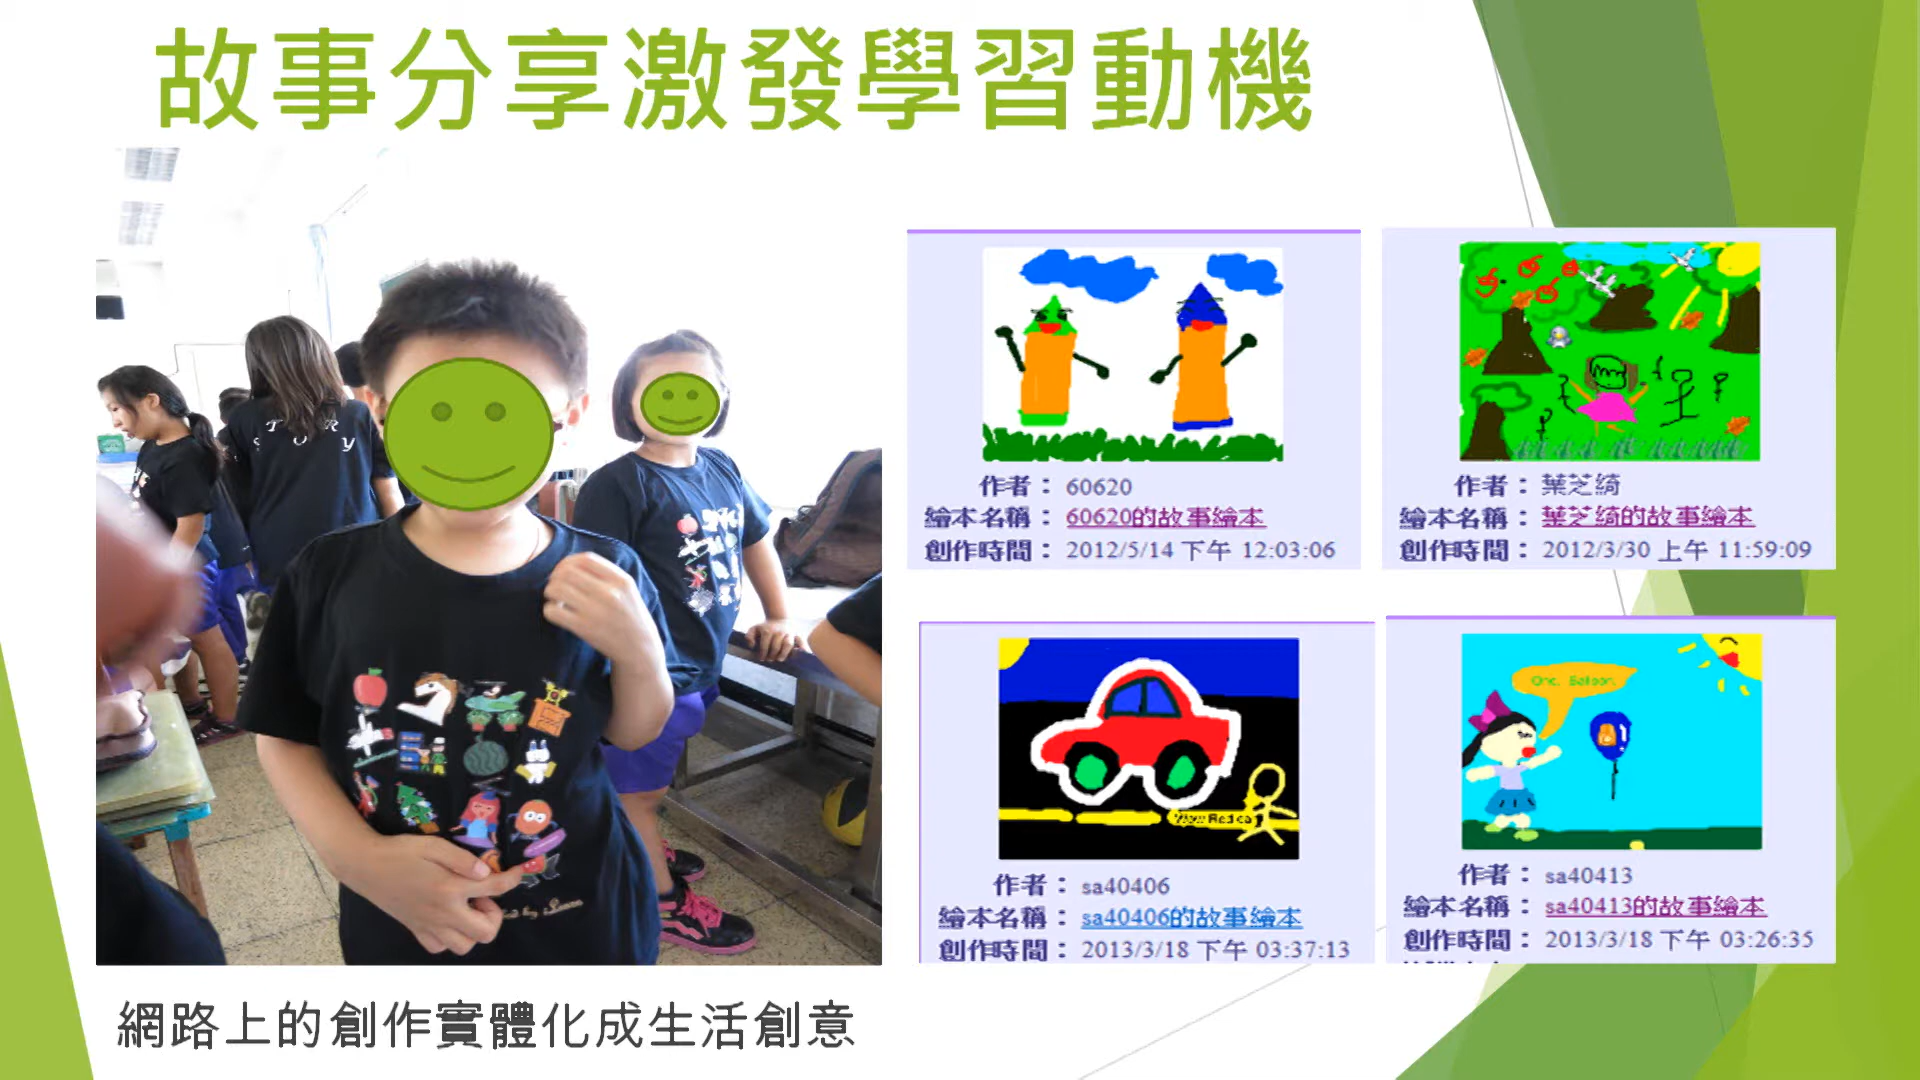 故事分享激發學習動機
STORY
作者： 60620
繪本名稱： 60620的故事繪本
創作時間： 2012/5/14 下午 12:03:06
作者： 葉芝綺
繪本名稱： 葉芝綺的故事繪本
創作時間： 2012/3/30 上午 11:59:09
One Balloon.
作者： sa40406
繪本名稱： sa40406的故事繪本
創作時間： 2013/3/18 下午 03:37:13
作者： sa40413
繪本名稱： sa40413的故事繪本
創作時間： 2013/3/18 下午 03:26:35
網路上的創作實體化成生活創意